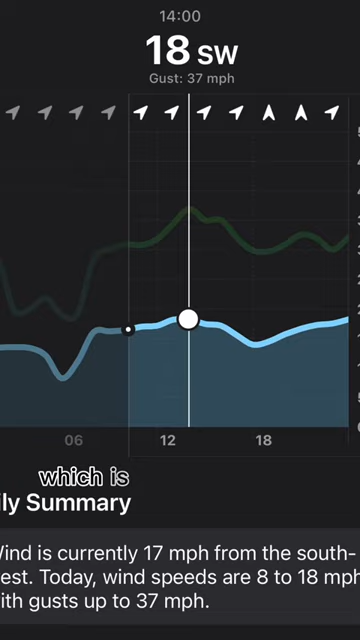 14:00
18 SW
Gust: 37 mph
06 12 18
which is
ily Summary
Wind is currently 17 mph from the south-
est. Today, wind speeds are 8 to 18 mph
ith gusts up to 37 mph.